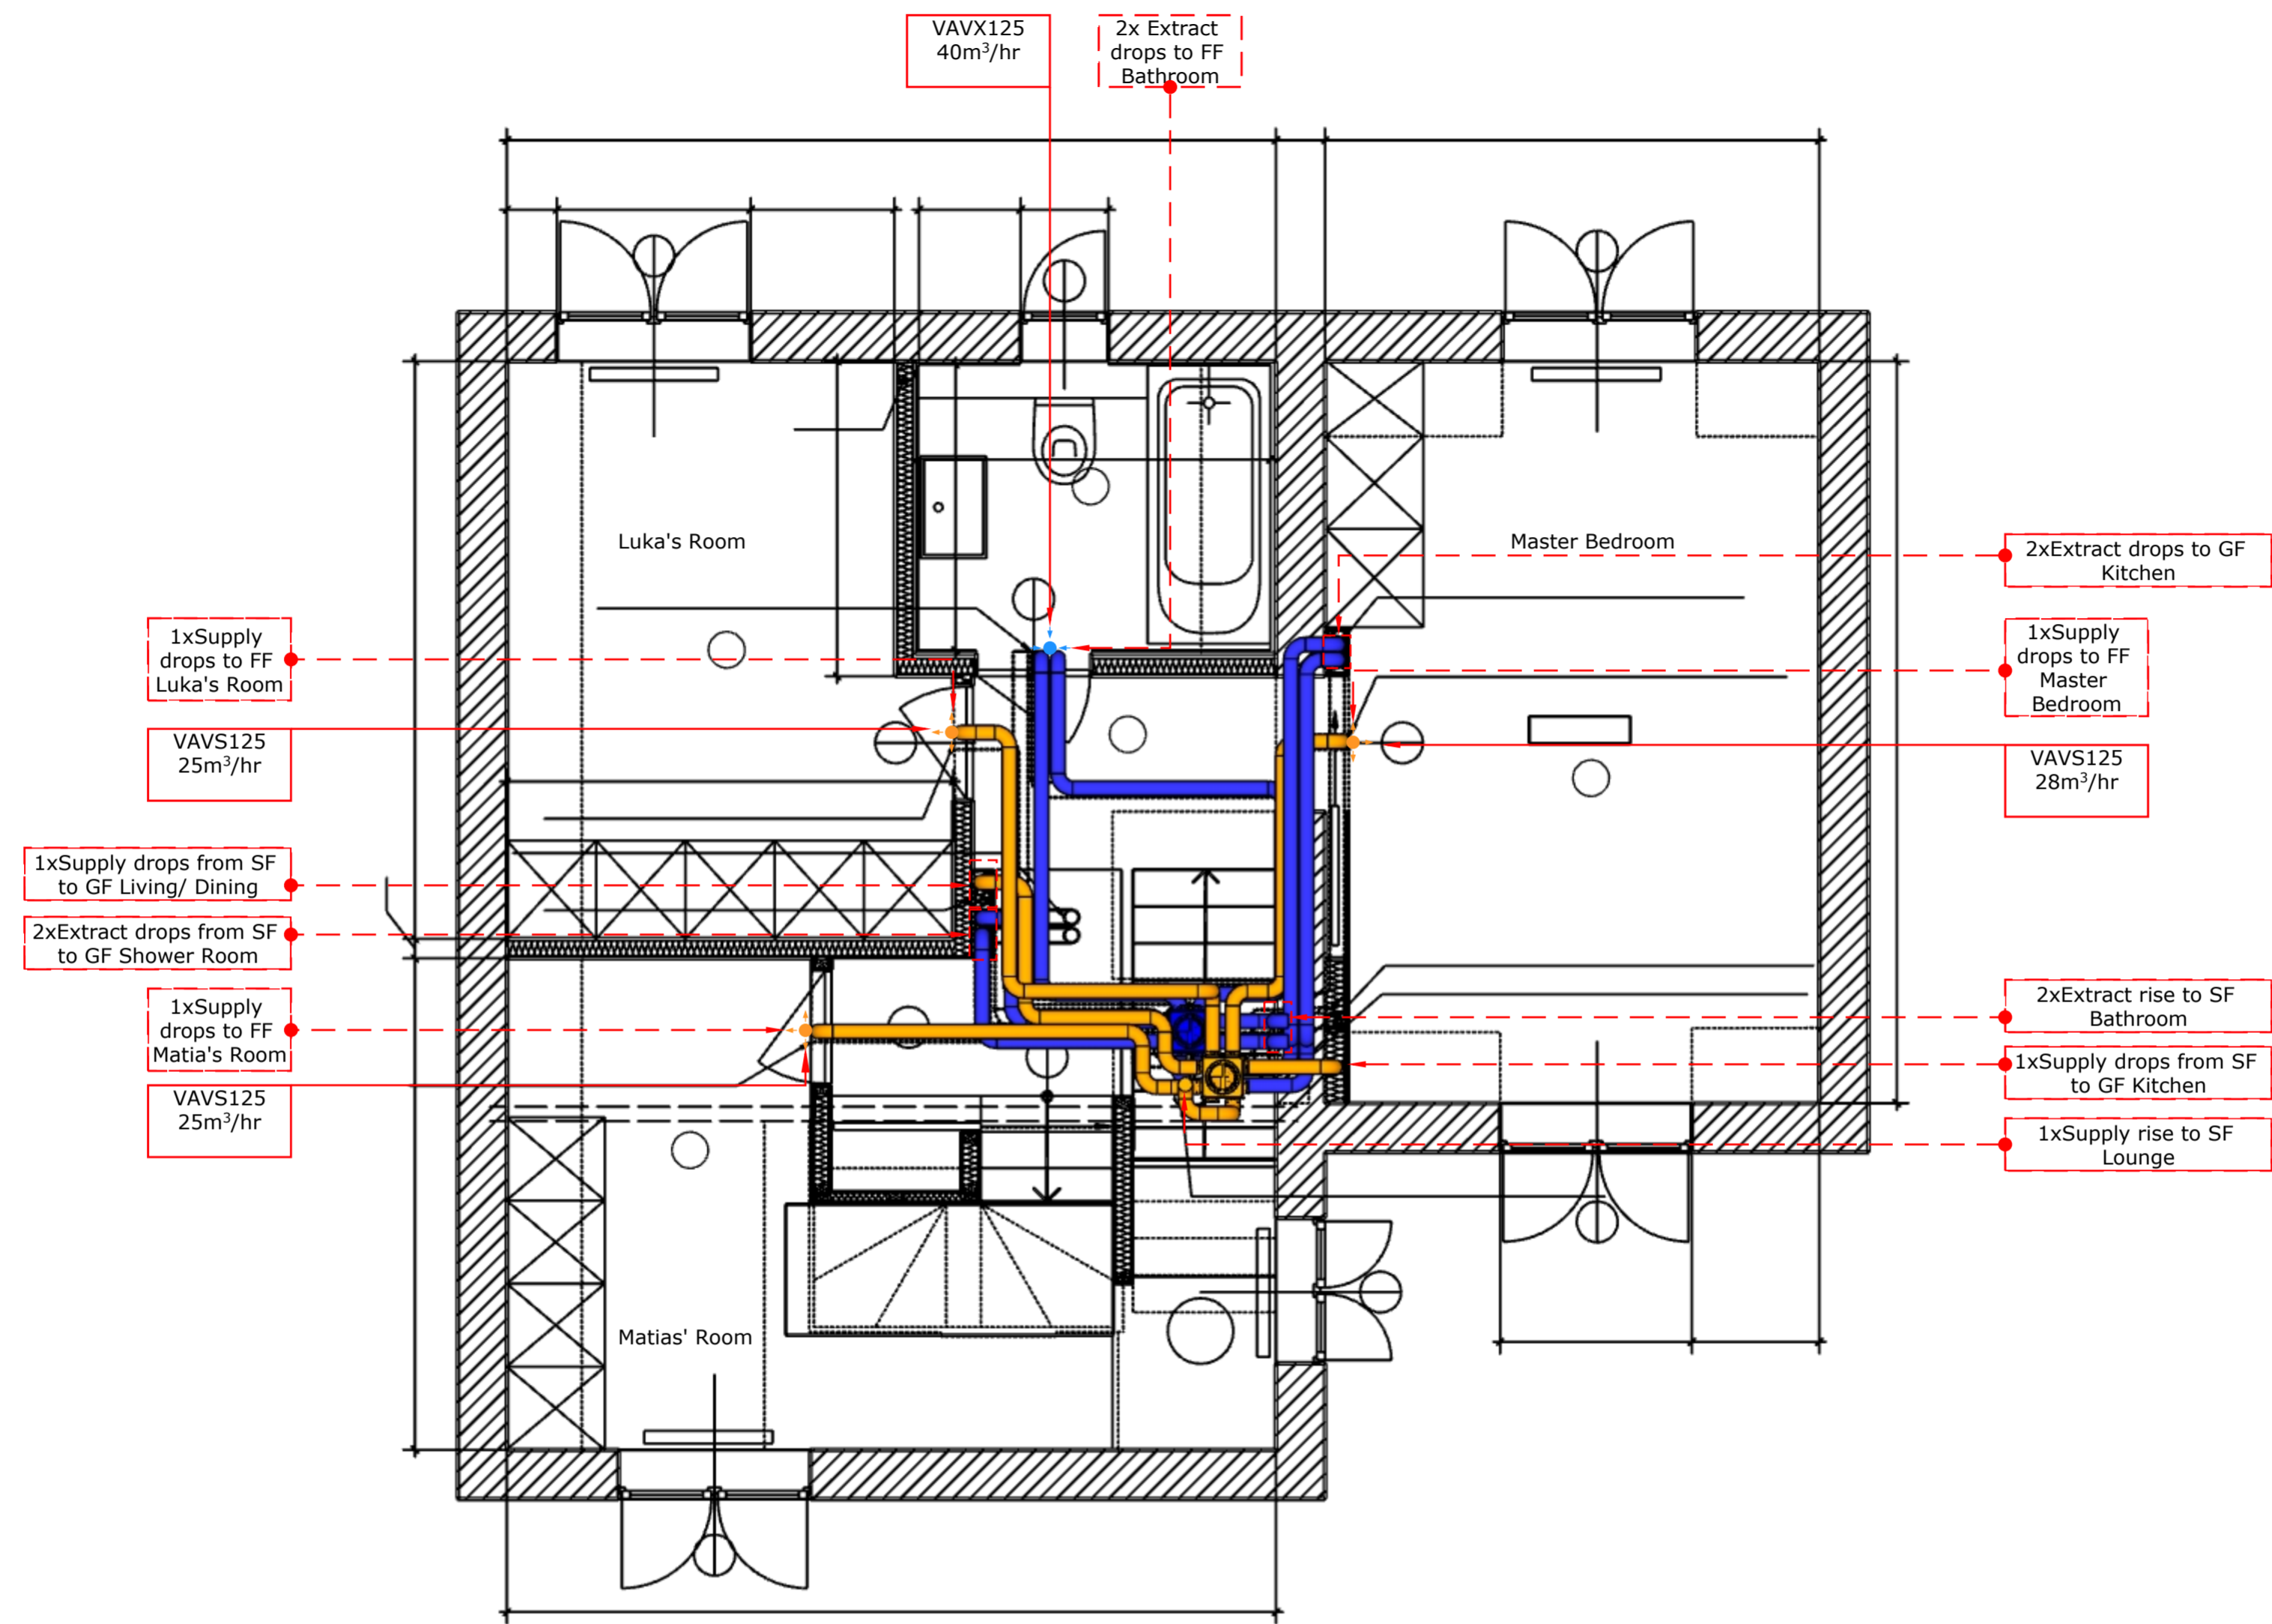 VAVX125
40m³/hr
2x Extract
drops to FF
Bathroom
Luka's Room
Master Bedroom
2xExtract drops to GF
Kitchen
1xSupply
drops to FF
Luka's Room
1xSupply
drops to FF
Master
Bedroom
VAVS125
25m³/hr
VAVS125
28m³/hr
1xSupply drops from SF
to GF Living/ Dining
2xExtract drops from SF
to GF Shower Room
1xSupply
drops to FF
Matia's Room
2xExtract rise to SF
Bathroom
1xSupply drops from SF
to GF Kitchen
VAVS125
25m³/hr
1xSupply rise to SF
Lounge
Matias' Room